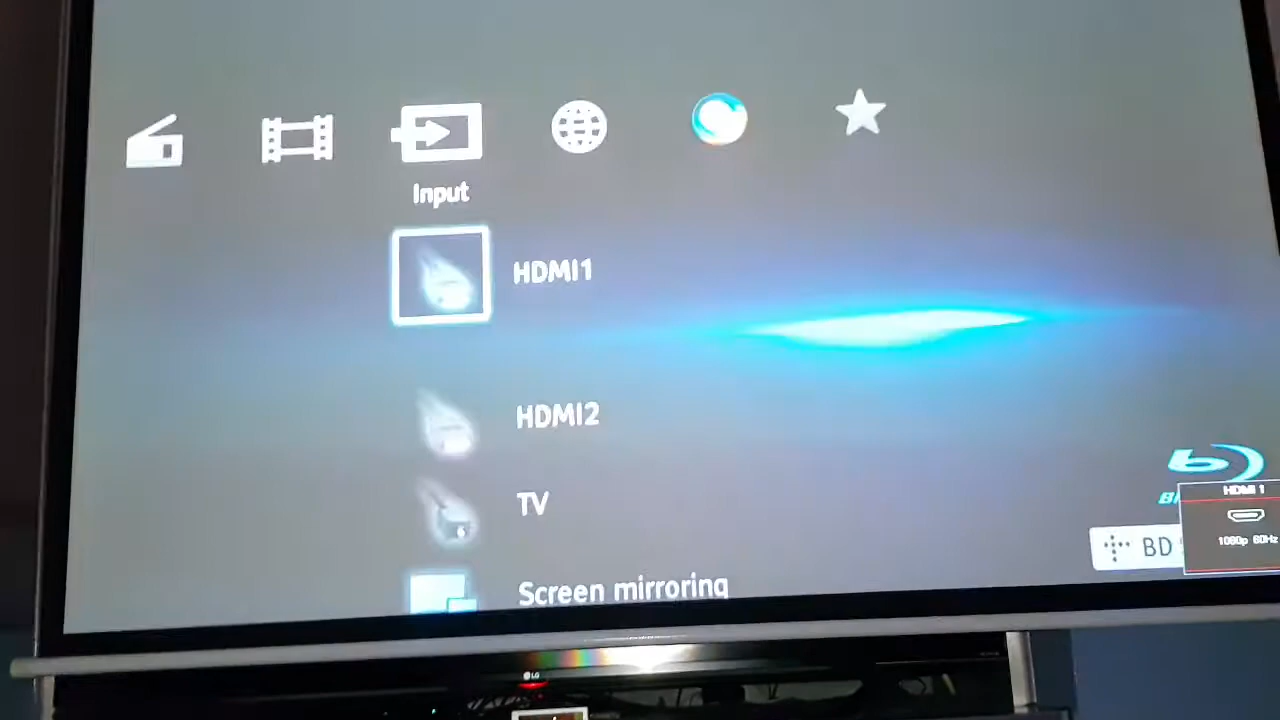 Input
HDMI1
HDMI2
TV
Screen mirroring
BD
HDMI 1
1080p 60Hz
LG